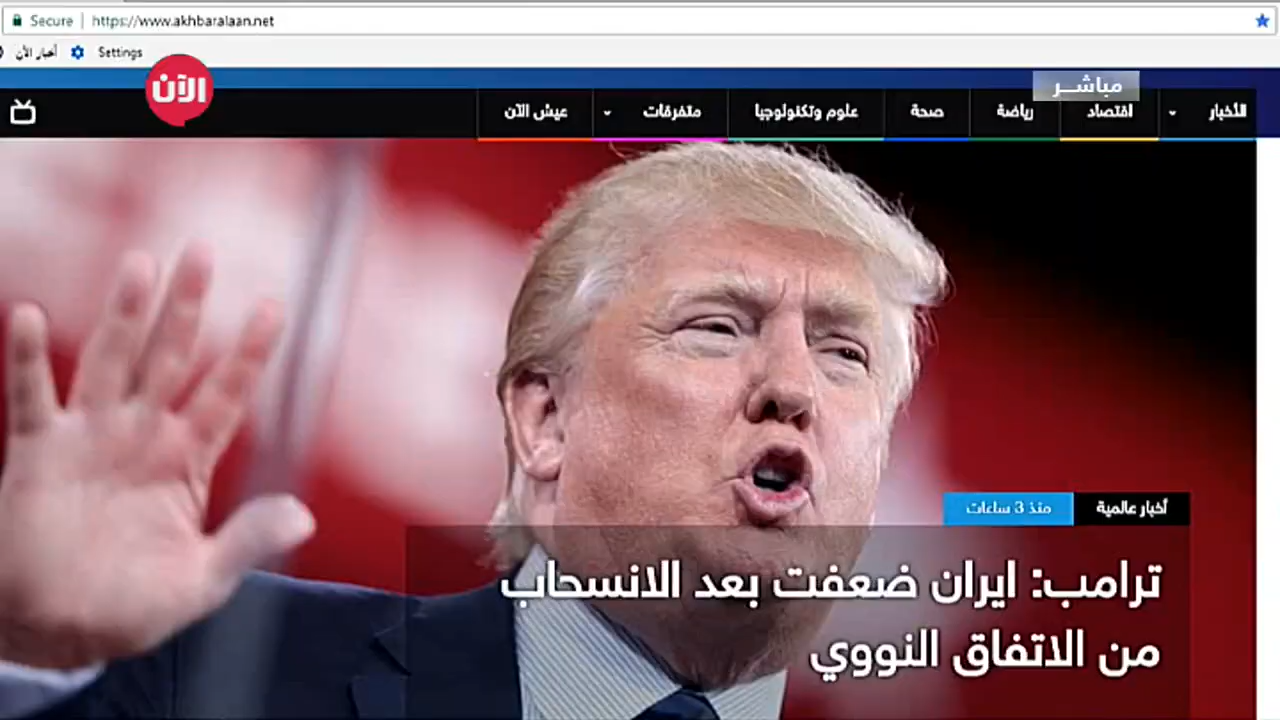 Secure | https://www.akhbaralaan.net
أخبار الآن Settings
الآن
مباشر
الأخبار اقتصاد رياضة صحة علوم وتكنولوجيا متفرقات عيش الآن
أخبار عالمية منذ 3 ساعات
ترامب: ايران ضعفت بعد الانسحاب
من الاتفاق النووي